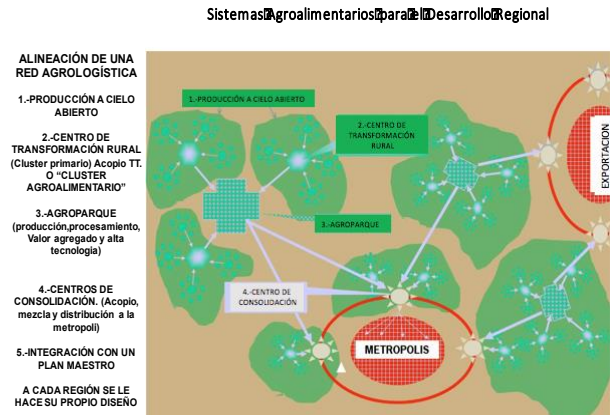 Sistemas Agroalimentarios para el Desarrollo Regional
ALINEACIÓN DE UNA
RED AGROLOGÍSTICA
1.-PRODUCCIÓN A CIELO
ABIERTO
2.-CENTRO DE
TRANSFORMACIÓN RURAL
(Cluster primario) Acopio TT.
O “CLUSTER
AGROALIMENTARIO”
3.-AGROPARQUE
(producción,procesamiento,
Valor agregado y alta
tecnologia)
4.-CENTROS DE
CONSOLIDACIÓN. (Acopio,
mezcla y distribución a la
metropoli)
5.-INTEGRACIÓN CON UN
PLAN MAESTRO
A CADA REGIÓN SE LE
HACE SU PROPIO DISEÑO
1.-PRODUCCIÓN A CIELO ABIERTO
2.-CENTRO DE
TRANSFORMACIÓN
RURAL
3.-AGROPARQUE
4.-CENTRO DE
CONSOLIDACIÓN
METROPOLIS
EXPORTACION